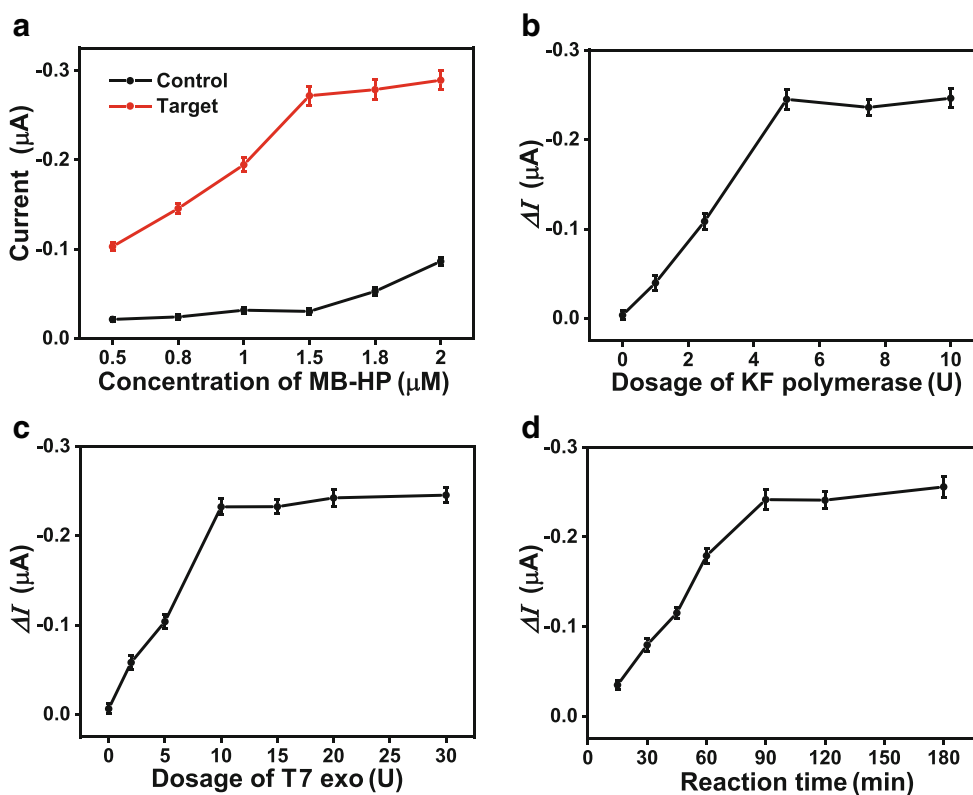 a
-0.3
-0.2
-0.1
0.0
Current (μA)
Control
Target
0.5 0.8 1 1.5 1.8 2
Concentration of MB-HP (μM)
b
-0.3
-0.2
-0.1
0.0
ΔI (μA)
0 2 4 6 8 10
Dosage of KF polymerase (U)
c
-0.3
-0.2
-0.1
0.0
ΔI (μA)
0 5 10 15 20 25 30
Dosage of T7 exo (U)
d
-0.3
-0.2
-0.1
0.0
ΔI (μA)
0 30 60 90 120 150 180
Reaction time (min)